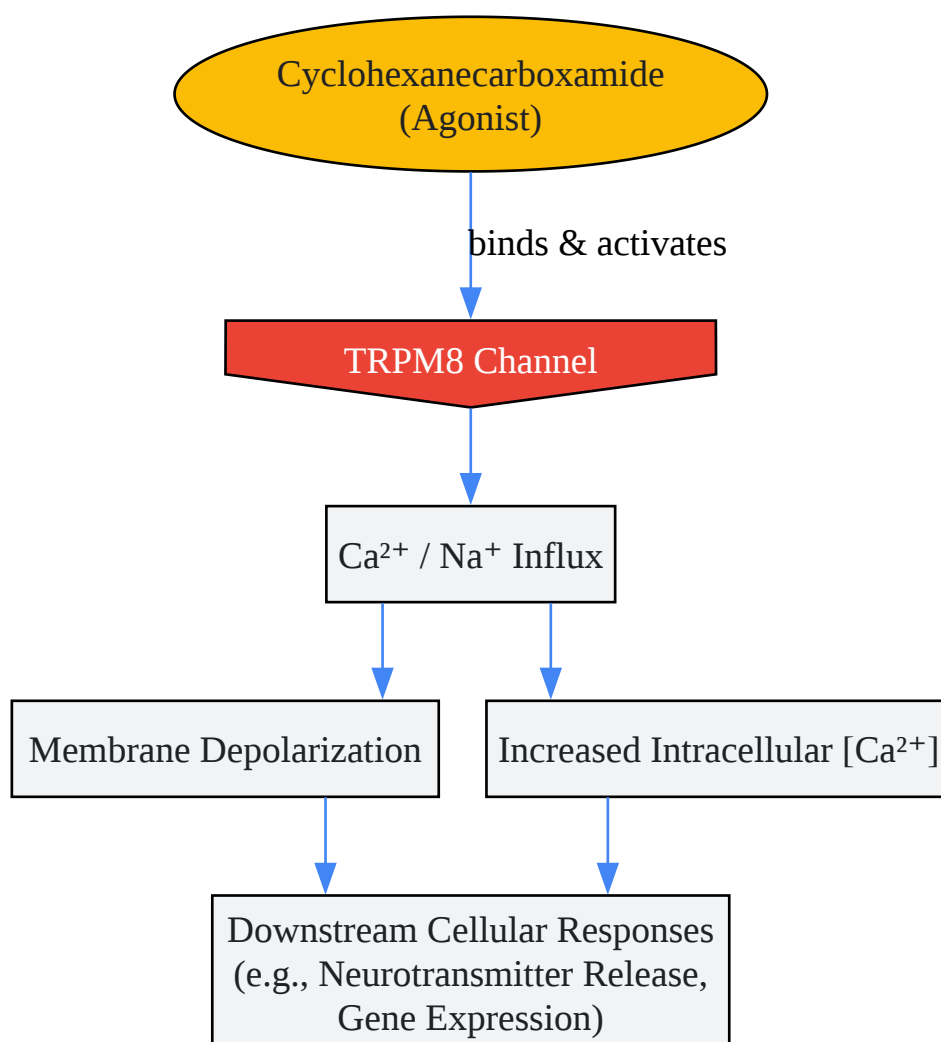 Cyclohexanecarboxamide
(Agonist)
binds & activates
TRPM8 Channel
Ca²⁺ / Na⁺ Influx
Membrane Depolarization
Increased Intracellular [Ca²⁺]
Downstream Cellular Responses
(e.g., Neurotransmitter Release,
Gene Expression)